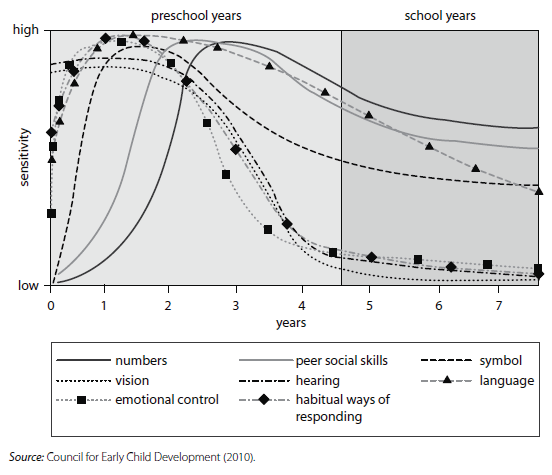 preschool years
school years
high
sensitivity
low
0 1 2 3 4 5 6 7
years
numbers peer social skills symbol
vision hearing language
emotional control habitual ways of
responding
Source: Council for Early Child Development (2010).